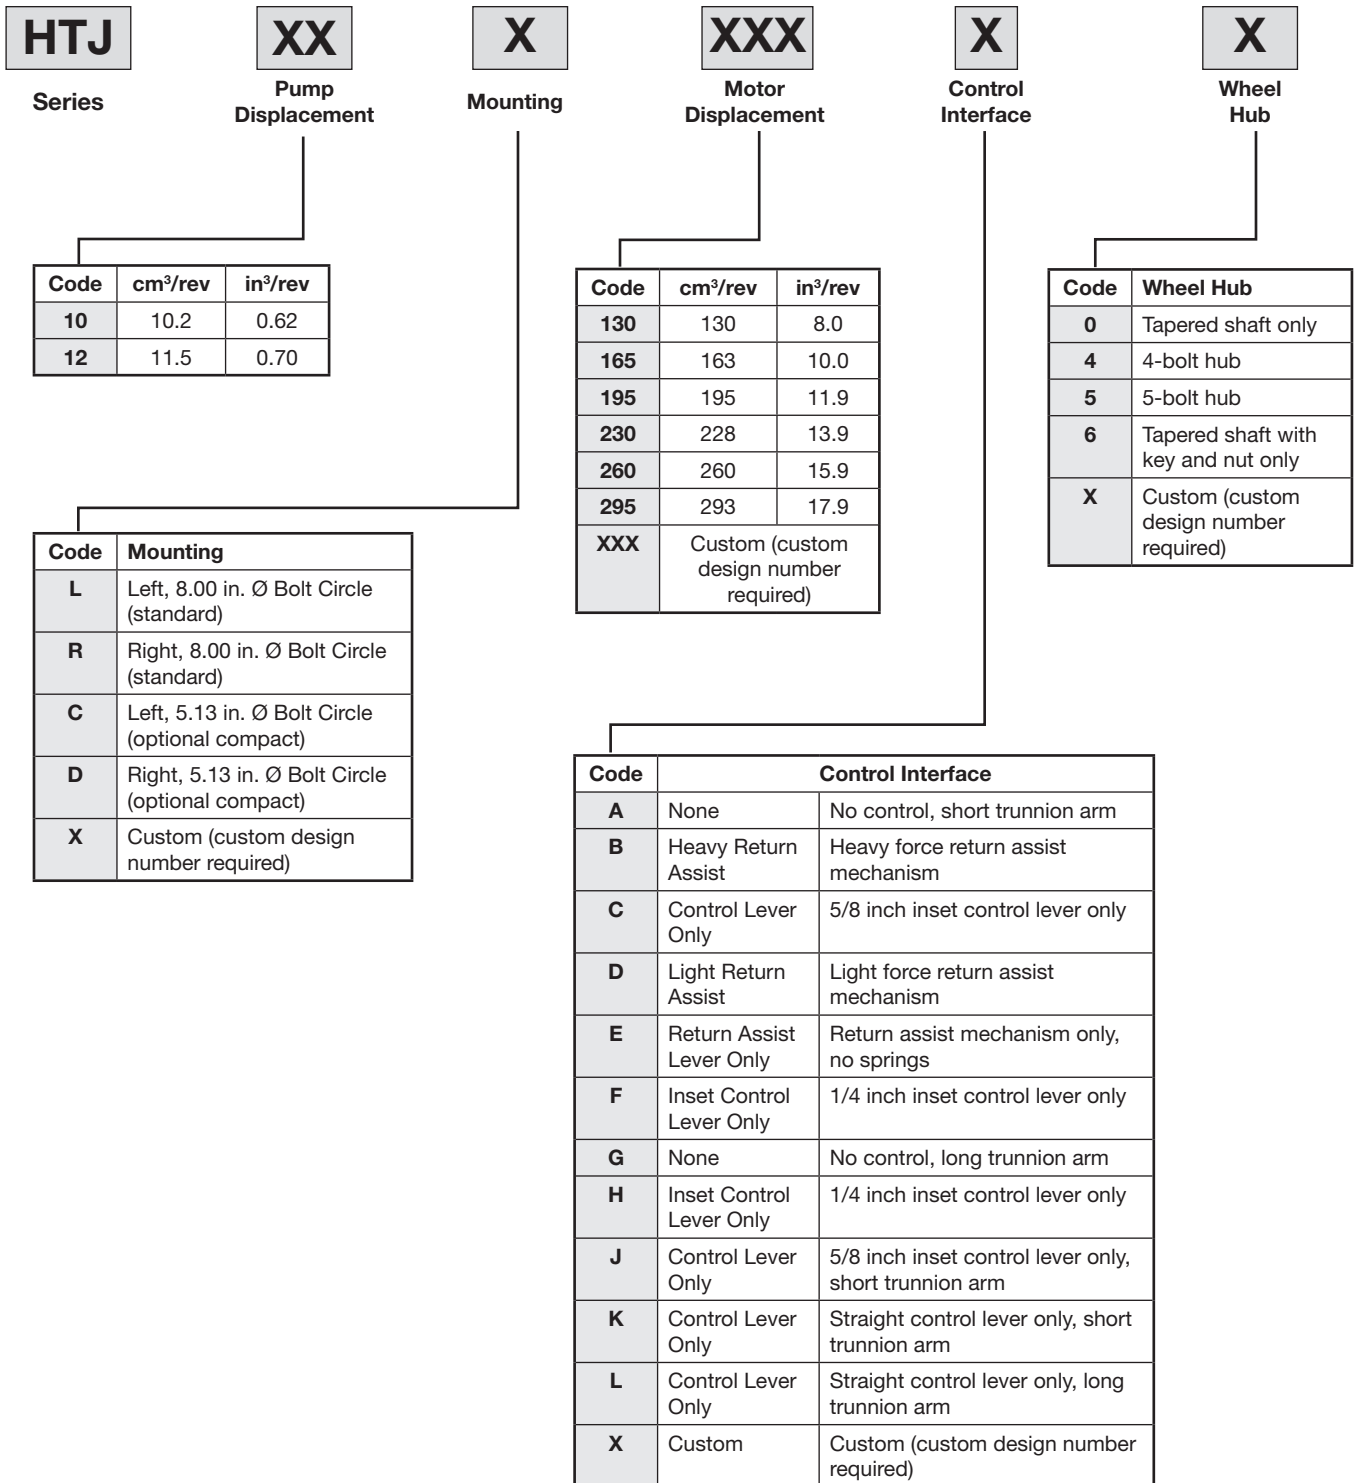 HTJ XX X XXX X X
Series
Pump
Displacement
Mounting
Motor
Displacement
Control
Interface
Wheel
Hub
Code cm³/rev in³/rev
10 10.2 0.62
12 11.5 0.70
Code Mounting
L Left, 8.00 in. Ø Bolt Circle
(standard)
R Right, 8.00 in. Ø Bolt Circle
(standard)
C Left, 5.13 in. Ø Bolt Circle
(optional compact)
D Right, 5.13 in. Ø Bolt Circle
(optional compact)
X Custom (custom design
number required)
Code cm³/rev in³/rev
130 130 8.0
165 163 10.0
195 195 11.9
230 228 13.9
260 260 15.9
295 293 17.9
XXX Custom (custom
design number
required)
Code Wheel Hub
0 Tapered shaft only
4 4-bolt hub
5 5-bolt hub
6 Tapered shaft with
key and nut only
X Custom (custom
design number
required)
Code Control Interface
A None No control, short trunnion arm
B Heavy Return Heavy force return assist
Assist mechanism
C Control Lever 5/8 inch inset control lever only
Only
D Light Return Light force return assist
Assist mechanism
E Return Assist Return assist mechanism only,
Lever Only no springs
F Inset Control 1/4 inch inset control lever only
Lever Only
G None No control, long trunnion arm
H Inset Control 1/4 inch inset control lever only
Lever Only
J Control Lever 5/8 inch inset control lever only,
Only short trunnion arm
K Control Lever Straight control lever only, short
Only trunnion arm
L Control Lever Straight control lever only, long
Only trunnion arm
X Custom Custom (custom design number
required)